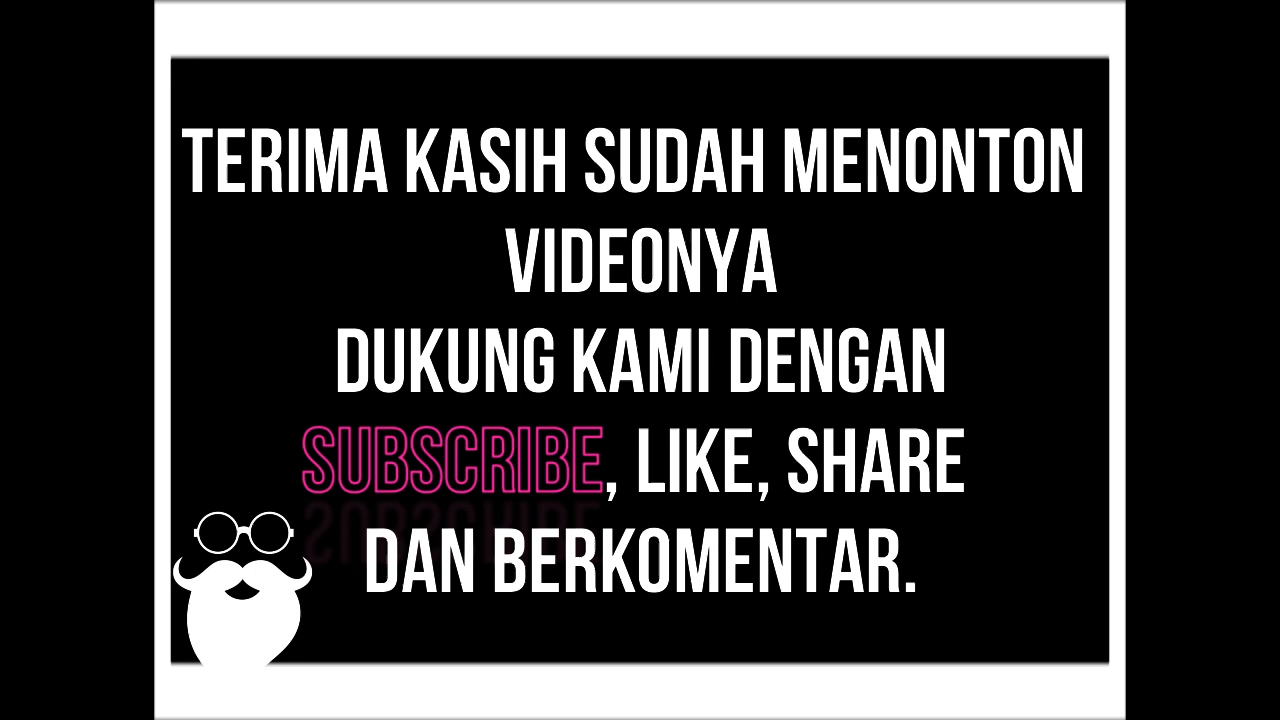 TERIMA KASIH SUDAH MENONTON
VIDEONYA
DUKUNG KAMI DENGAN
SUBSCRIBE, LIKE, SHARE
DAN BERKOMENTAR.